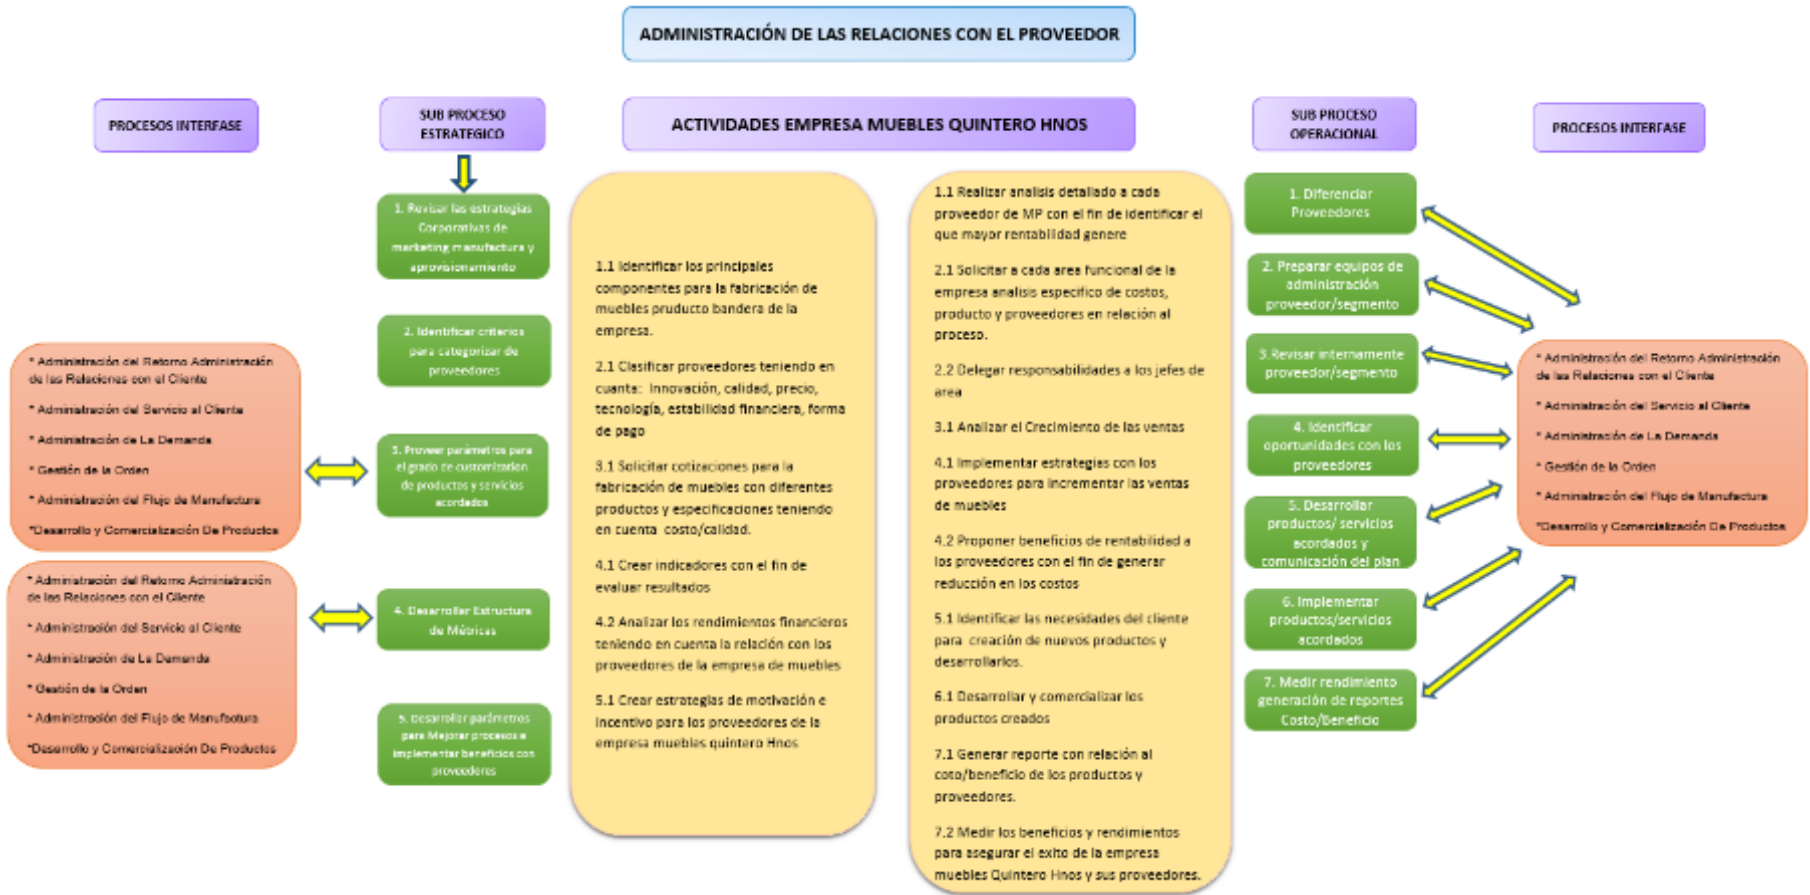 ADMINISTRACIÓN DE LAS RELACIONES CON EL PROVEEDOR
PROCESOS INTERFASE
SUB PROCESO
ESTRATEGICO
ACTIVIDADES EMPRESA MUEBLES QUINTERO HNOS
SUB PROCESO
OPERACIONAL
PROCESOS INTERFASE
* Administración del Retorno Administración
de las Relaciones con el Cliente
* Administración del Servicio al Cliente
* Administración de La Demanda
* Gestión de la Orden
* Administración del Flujo de Manufactura
*Desarrollo y Comercialización De Productos
* Administración del Retorno Administración
de las Relaciones con el Cliente
* Administración del Servicio al Cliente
* Administración de La Demanda
* Gestión de la Orden
* Administración del Flujo de Manufactura
*Desarrollo y Comercialización De Productos
1. Revisar las estrategias
Corporativas de
marketing manufactura y
aprovisionamiento
2. Identificar criterios
para categorizar de
proveedores
3. Proveer parámetros para
el grado de customization
de productos y servicios
acordados
4. Desarrollar Estructura
de Métricas
5. Desarrollar parámetros
para Mejorar procesos e
implementar beneficios con
proveedores
1.1 Identificar los principales
componentes para la fabricación de
muebles pruducto bandera de la
empresa.
2.1 Clasificar proveedores teniendo en
cuanta: Innovación, calidad, precio,
tecnología, estabilidad financiera, forma
de pago
3.1 Solicitar cotizaciones para la
fabricación de muebles con diferentes
productos y especificaciones teniendo
en cuenta costo/calidad.
4.1 Crear indicadores con el fin de
evaluar resultados
4.2 Analizar los rendimientos financieros
teniendo en cuenta la relación con los
proveedores de la empresa de muebles
5.1 Crear estrategias de motivación e
incentivo para los proveedores de la
empresa muebles quintero Hnos
1.1 Realizar analisis detallado a cada
proveedor de MP con el fin de identificar el
que mayor rentabilidad genere
2.1 Solicitar a cada area funcional de la
empresa analisis especifico de costos,
producto y proveedores en relación al
proceso.
2.2 Delegar responsabilidades a los jefes de
area
3.1 Analizar el Crecimiento de las ventas
4.1 Implementar estrategias con los
proveedores para incrementar las ventas
de muebles
4.2 Proponer beneficios de rentabilidad a
los proveedores con el fin de generar
reducción en los costos
5.1 Identificar las necesidades del cliente
para creación de nuevos productos y
desarrollarlos.
6.1 Desarrollar y comercializar los
productos creados
7.1 Generar reporte con relación al
coto/beneficio de los productos y
proveedores.
7.2 Medir los beneficios y rendimientos
para asegurar el exito de la empresa
muebles Quintero Hnos y sus proveedores.
1. Diferenciar
Proveedores
2. Preparar equipos de
administración
proveedor/segmento
3.Revisar internamente
proveedor/segmento
4. Identificar
oportunidades con los
proveedores
5. Desarrollar
productos/ servicios
acordados y
comunicación del plan
6. Implementar
productos/servicios
acordados
7. Medir rendimiento
generación de reportes
Costo/Beneficio
* Administración del Retorno Administración
de las Relaciones con el Cliente
* Administración del Servicio al Cliente
* Administración de La Demanda
* Gestión de la Orden
* Administración del Flujo de Manufactura
*Desarrollo y Comercialización De Productos